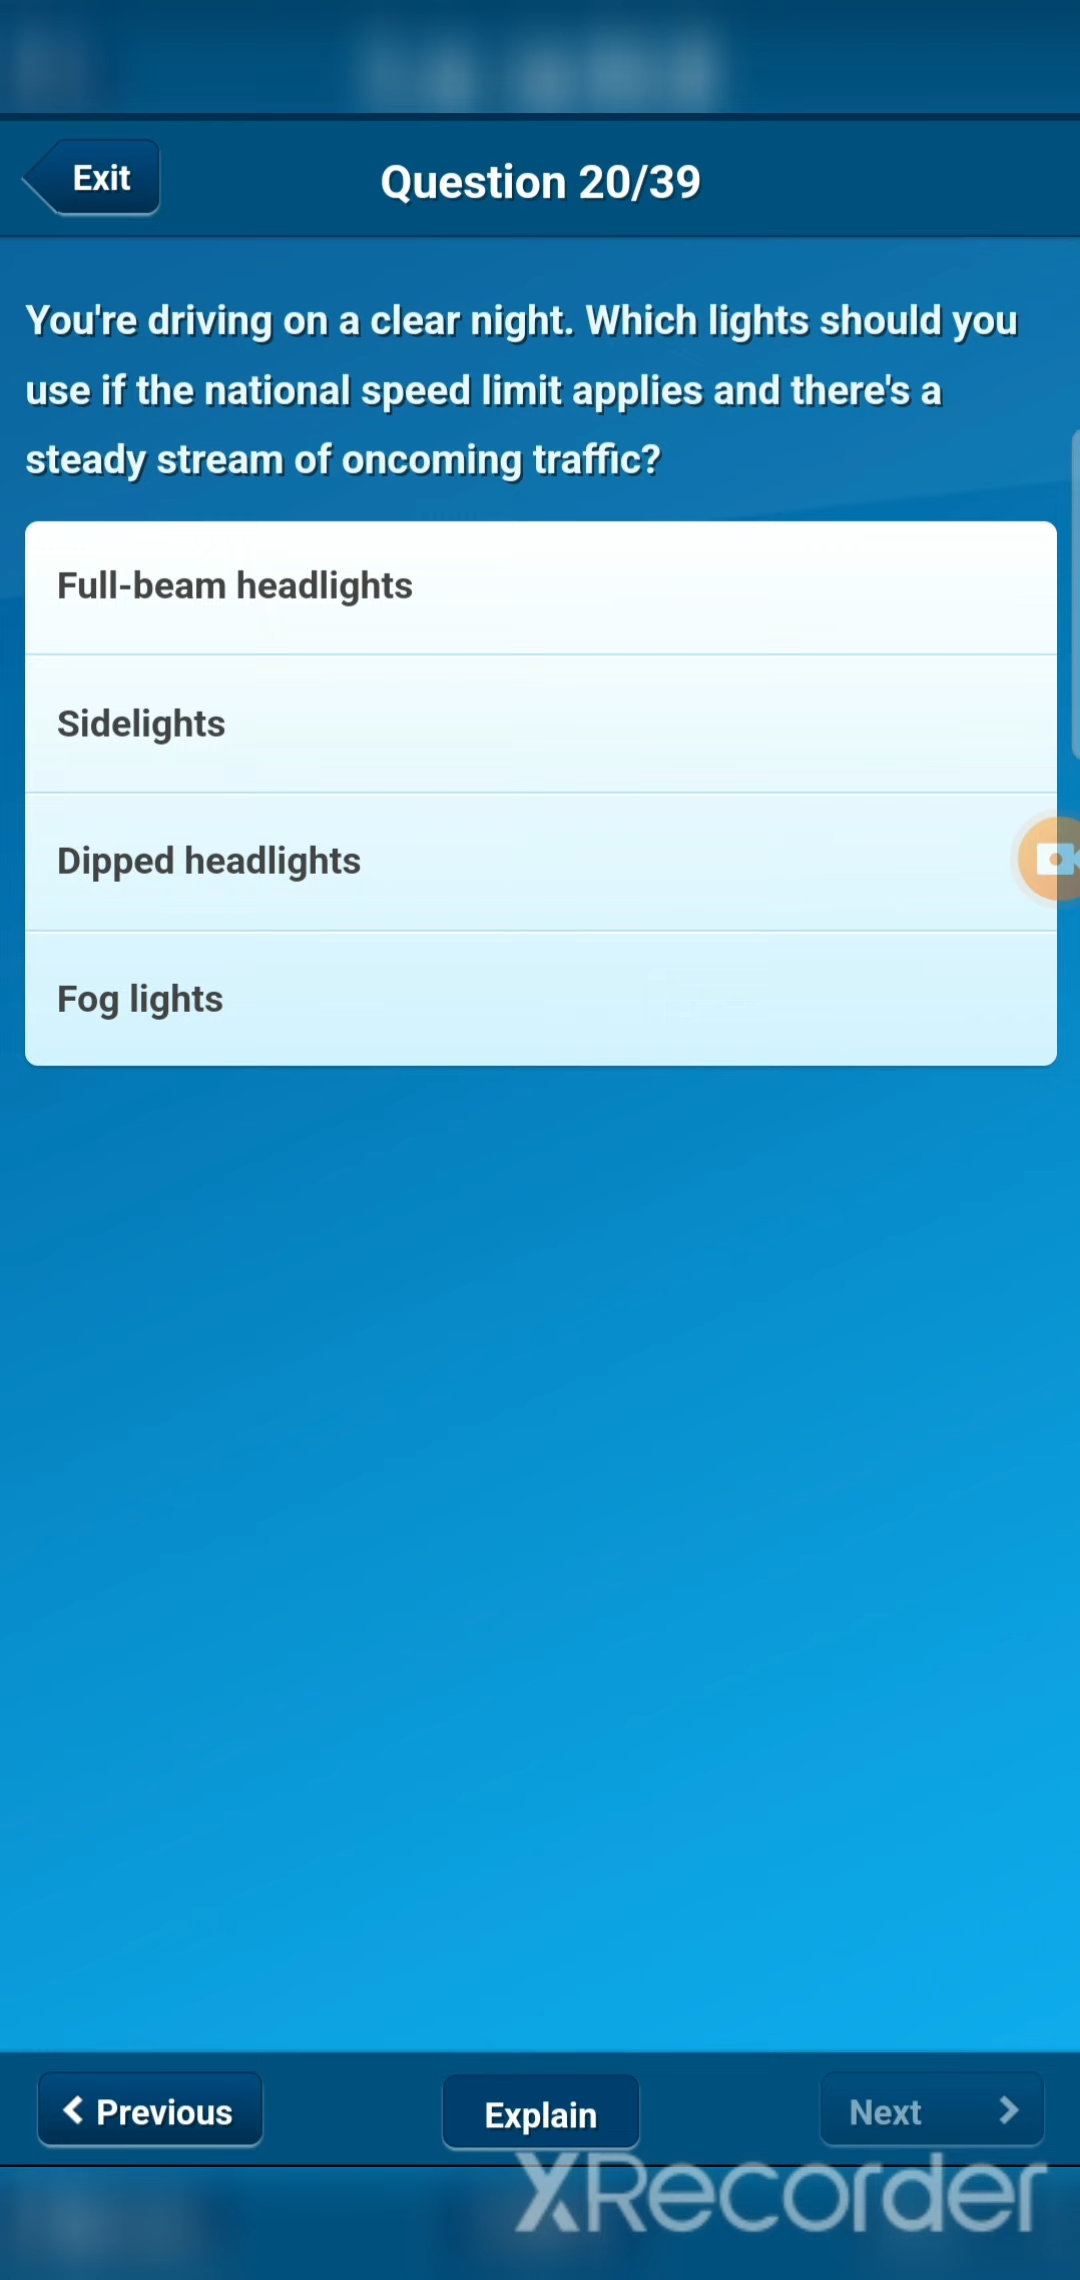 Exit
Question 20/39
You're driving on a clear night. Which lights should you
use if the national speed limit applies and there's a
steady stream of oncoming traffic?
Full-beam headlights
Sidelights
Dipped headlights
Fog lights
Previous
Explain
Next
XRecorder